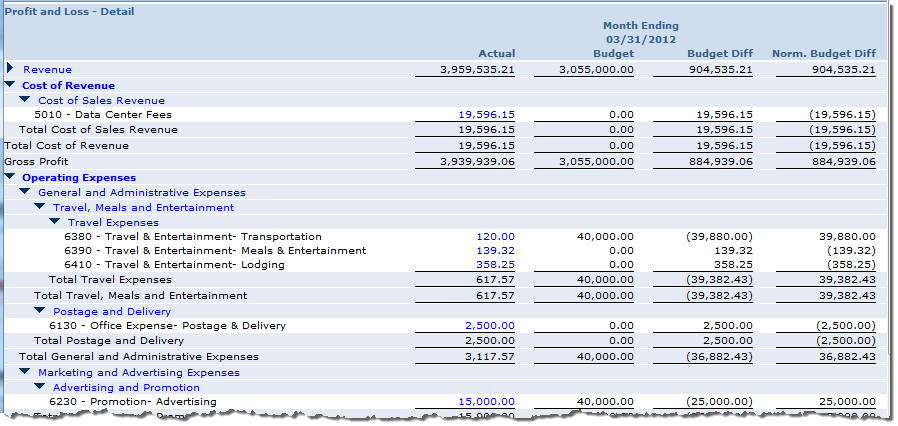 Profit and Loss - Detail
Month Ending
03/31/2012
Actual Budget Budget Diff Norm. Budget Diff
Revenue 3,959,535.21 3,055,000.00 904,535.21 904,535.21
Cost of Revenue
Cost of Sales Revenue
5010 - Data Center Fees 19,596.15 0.00 19,596.15 (19,596.15)
Total Cost of Sales Revenue 19,596.15 0.00 19,596.15 (19,596.15)
Total Cost of Revenue 19,596.15 0.00 19,596.15 (19,596.15)
Gross Profit 3,939,939.06 3,055,000.00 884,939.06 884,939.06
Operating Expenses
General and Administrative Expenses
Travel, Meals and Entertainment
Travel Expenses
6380 - Travel & Entertainment- Transportation 120.00 40,000.00 (39,880.00) 39,880.00
6390 - Travel & Entertainment- Meals & Entertainment 139.32 0.00 139.32 (139.32)
6410 - Travel & Entertainment- Lodging 358.25 0.00 358.25 (358.25)
Total Travel Expenses 617.57 40,000.00 (39,382.43) 39,382.43
Total Travel, Meals and Entertainment 617.57 40,000.00 (39,382.43) 39,382.43
Postage and Delivery
6130 - Office Expense- Postage & Delivery 2,500.00 0.00 2,500.00 (2,500.00)
Total Postage and Delivery 2,500.00 0.00 2,500.00 (2,500.00)
Total General and Administrative Expenses 3,117.57 40,000.00 (36,882.43) 36,882.43
Marketing and Advertising Expenses
Advertising and Promotion
6230 - Promotion- Advertising 15,000.00 40,000.00 (25,000.00) 25,000.00